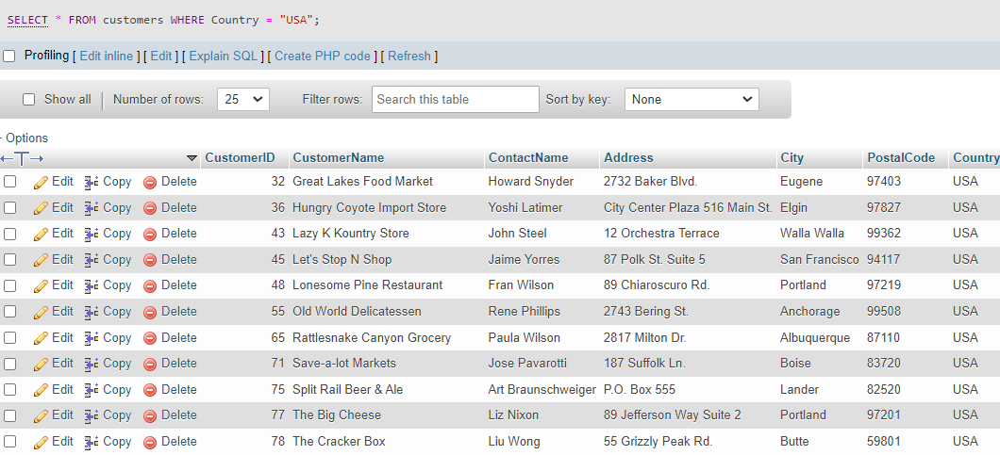 SELECT * FROM customers WHERE Country = "USA";
Profiling [ Edit inline ] [ Edit ] [ Explain SQL ] [ Create PHP code ] [ Refresh ]
Show all | Number of rows: 25 Filter rows: Search this table Sort by key: None
Options
CustomerID CustomerName ContactName Address City PostalCode Country
Edit Copy Delete 32 Great Lakes Food Market Howard Snyder 2732 Baker Blvd. Eugene 97403 USA
Edit Copy Delete 36 Hungry Coyote Import Store Yoshi Latimer City Center Plaza 516 Main St. Elgin 97827 USA
Edit Copy Delete 43 Lazy K Kountry Store John Steel 12 Orchestra Terrace Walla Walla 99362 USA
Edit Copy Delete 45 Let's Stop N Shop Jaime Yorres 87 Polk St. Suite 5 San Francisco 94117 USA
Edit Copy Delete 48 Lonesome Pine Restaurant Fran Wilson 89 Chiaroscuro Rd. Portland 97219 USA
Edit Copy Delete 55 Old World Delicatessen Rene Phillips 2743 Bering St. Anchorage 99508 USA
Edit Copy Delete 65 Rattlesnake Canyon Grocery Paula Wilson 2817 Milton Dr. Albuquerque 87110 USA
Edit Copy Delete 71 Save-a-lot Markets Jose Pavarotti 187 Suffolk Ln. Boise 83720 USA
Edit Copy Delete 75 Split Rail Beer & Ale Art Braunschweiger P.O. Box 555 Lander 82520 USA
Edit Copy Delete 77 The Big Cheese Liz Nixon 89 Jefferson Way Suite 2 Portland 97201 USA
Edit Copy Delete 78 The Cracker Box Liu Wong 55 Grizzly Peak Rd. Butte 59801 USA